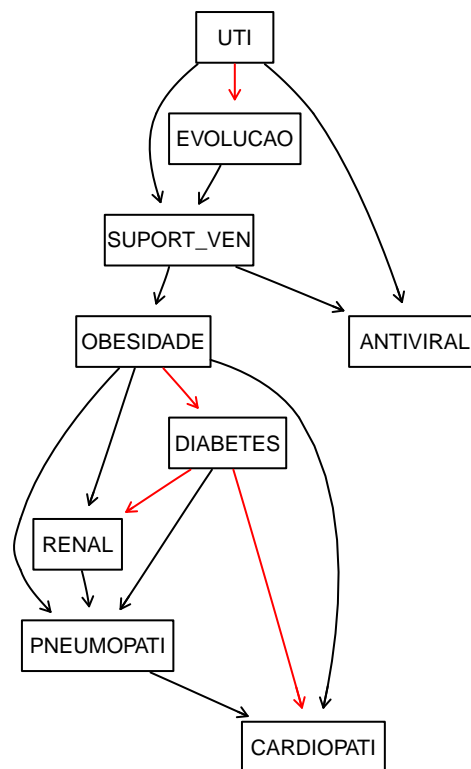 UTI
EVOLUCAO
SUPORT_VEN
OBESIDADE
ANTIVIRAL
DIABETES
RENAL
PNEUMOPATI
CARDIOPATI